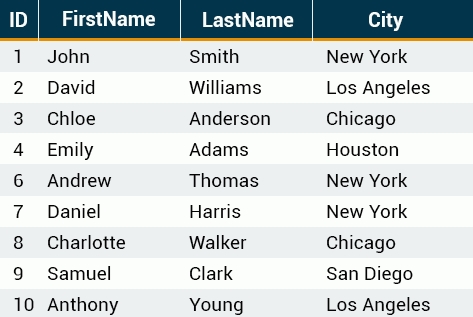 ID FirstName LastName City
1 John Smith New York
2 David Williams Los Angeles
3 Chloe Anderson Chicago
4 Emily Adams Houston
6 Andrew Thomas New York
7 Daniel Harris New York
8 Charlotte Walker Chicago
9 Samuel Clark San Diego
10 Anthony Young Los Angeles